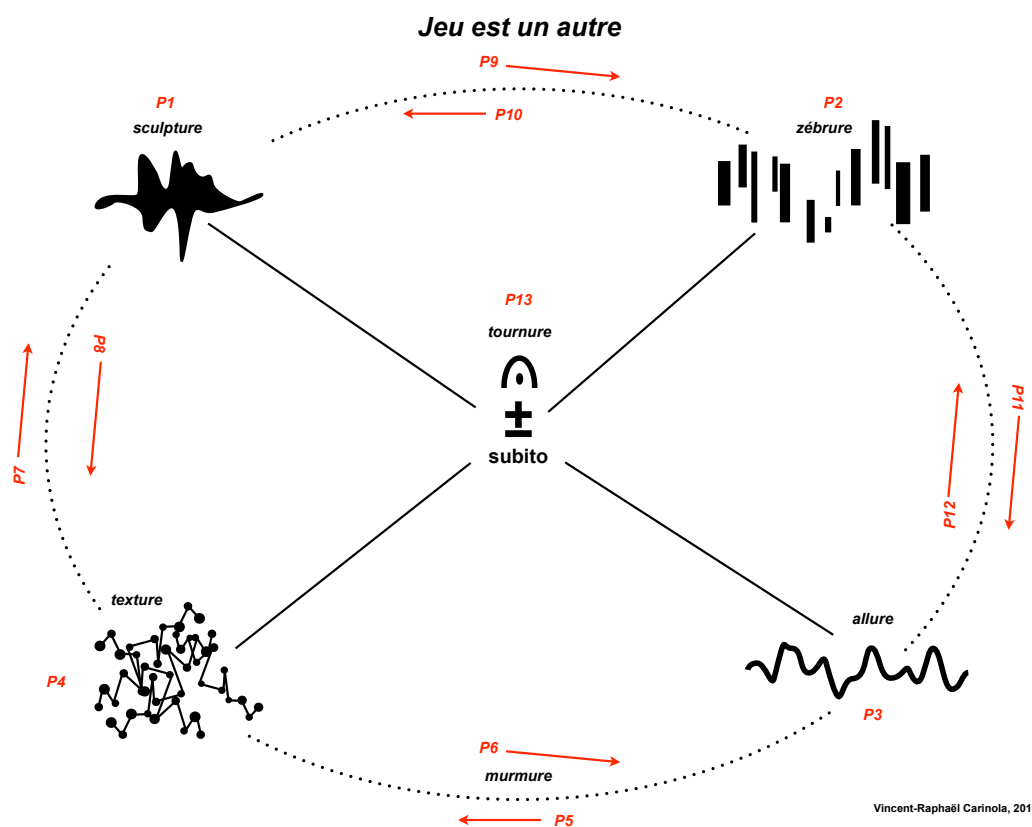 Jeu est un autre
P9
P10
P1
sculpture
P2
zébrure
P13
tournure
subito
P8
P7
P11
P12
texture
P4
allure
P3
P6
murmure
P5
Vincent-Raphaël Carinola, 201